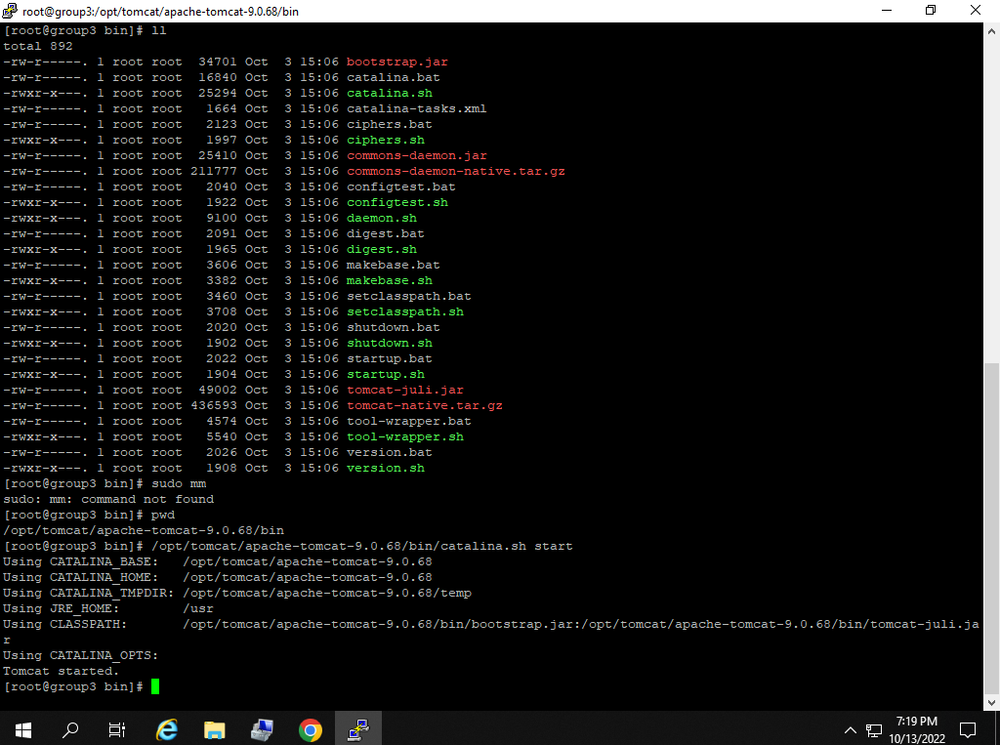 root@group3:/opt/tomcat/apache-tomcat-9.0.68/bin
[root@group3 bin]# ll
total 892
-rw-r-----. 1 root root  34701 Oct  3 15:06 bootstrap.jar
-rw-r-----. 1 root root  16840 Oct  3 15:06 catalina.bat
-rwxr-x---. 1 root root  25294 Oct  3 15:06 catalina.sh
-rw-r-----. 1 root root   1664 Oct  3 15:06 catalina-tasks.xml
-rw-r-----. 1 root root   2123 Oct  3 15:06 ciphers.bat
-rwxr-x---. 1 root root   1997 Oct  3 15:06 ciphers.sh
-rw-r-----. 1 root root  25410 Oct  3 15:06 commons-daemon.jar
-rw-r-----. 1 root root 211777 Oct  3 15:06 commons-daemon-native.tar.gz
-rw-r-----. 1 root root   2040 Oct  3 15:06 configtest.bat
-rwxr-x---. 1 root root   1922 Oct  3 15:06 configtest.sh
-rwxr-x---. 1 root root   9100 Oct  3 15:06 daemon.sh
-rw-r-----. 1 root root   2091 Oct  3 15:06 digest.bat
-rwxr-x---. 1 root root   1965 Oct  3 15:06 digest.sh
-rw-r-----. 1 root root   3606 Oct  3 15:06 makebase.bat
-rwxr-x---. 1 root root   3382 Oct  3 15:06 makebase.sh
-rw-r-----. 1 root root   3460 Oct  3 15:06 setclasspath.bat
-rwxr-x---. 1 root root   3708 Oct  3 15:06 setclasspath.sh
-rw-r-----. 1 root root   2020 Oct  3 15:06 shutdown.bat
-rwxr-x---. 1 root root   1902 Oct  3 15:06 shutdown.sh
-rw-r-----. 1 root root   2022 Oct  3 15:06 startup.bat
-rwxr-x---. 1 root root   1904 Oct  3 15:06 startup.sh
-rw-r-----. 1 root root  49002 Oct  3 15:06 tomcat-juli.jar
-rw-r-----. 1 root root 436593 Oct  3 15:06 tomcat-native.tar.gz
-rw-r-----. 1 root root   4574 Oct  3 15:06 tool-wrapper.bat
-rwxr-x---. 1 root root   5540 Oct  3 15:06 tool-wrapper.sh
-rw-r-----. 1 root root   2026 Oct  3 15:06 version.bat
-rwxr-x---. 1 root root   1908 Oct  3 15:06 version.sh
[root@group3 bin]# sudo mm
sudo: mm: command not found
[root@group3 bin]# pwd
/opt/tomcat/apache-tomcat-9.0.68/bin
[root@group3 bin]# /opt/tomcat/apache-tomcat-9.0.68/bin/catalina.sh start
Using CATALINA_BASE:   /opt/tomcat/apache-tomcat-9.0.68
Using CATALINA_HOME:   /opt/tomcat/apache-tomcat-9.0.68
Using CATALINA_TMPDIR: /opt/tomcat/apache-tomcat-9.0.68/temp
Using JRE_HOME:        /usr
Using CLASSPATH:       /opt/tomcat/apache-tomcat-9.0.68/bin/bootstrap.jar:/opt/tomcat/apache-tomcat-9.0.68/bin/tomcat-juli.ja
r
Using CATALINA_OPTS:
Tomcat started.
[root@group3 bin]#
7:19 PM
10/13/2022